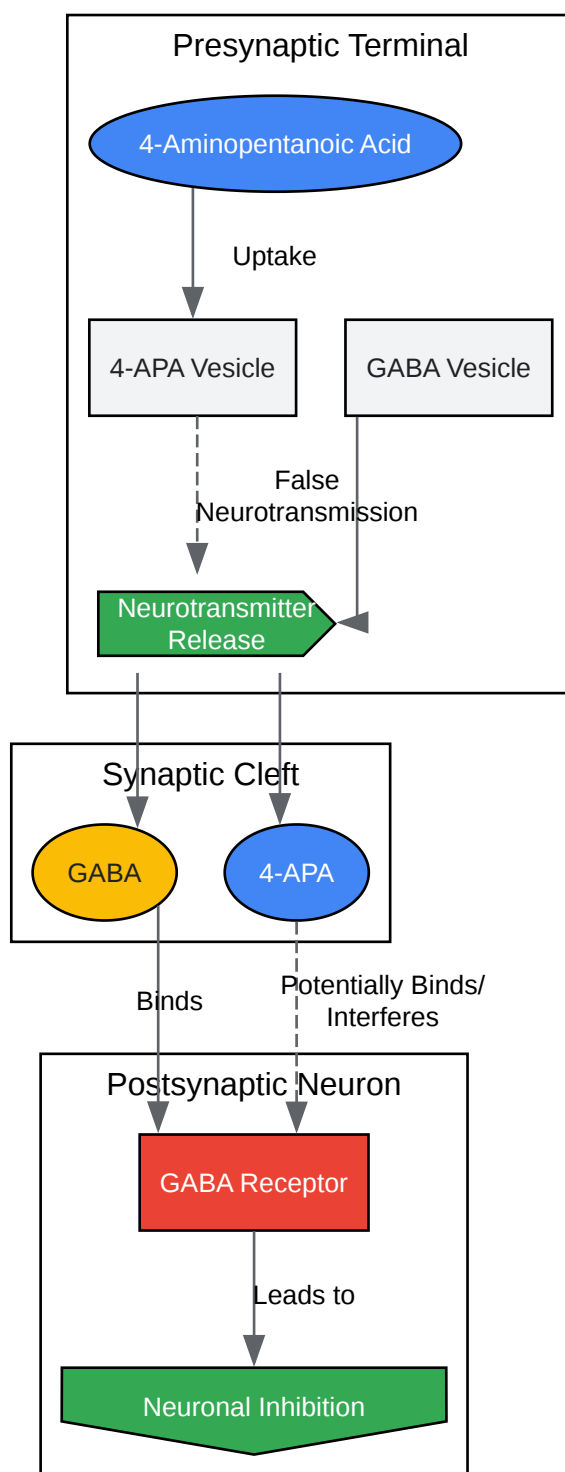 Presynaptic Terminal
4-Aminopentanoic Acid
Uptake
4-APA Vesicle
GABA Vesicle
False
Neurotransmission
Neurotransmitter
Release
Synaptic Cleft
GABA
4-APA
Binds
Potentially Binds/
Interferes
Postsynaptic Neuron
GABA Receptor
Leads to
Neuronal Inhibition